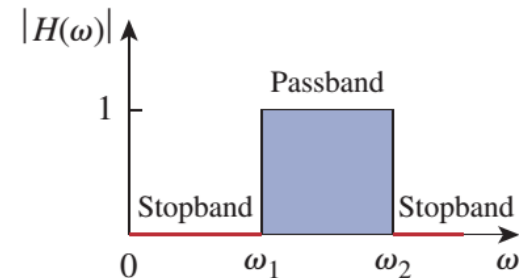 |H(ω)|
Passband
1
Stopband
Stopband
0
ω₁
ω₂
ω